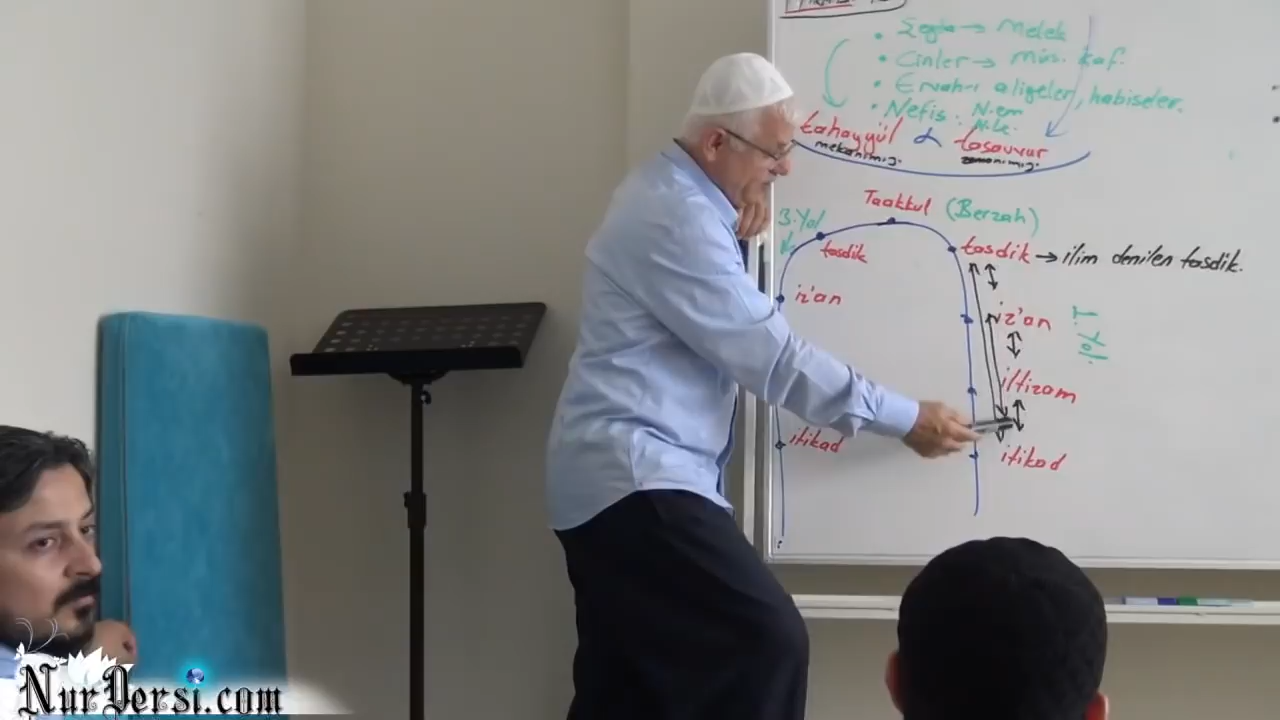 → Melek
• Cinler → müs. kaf.
• Ervah-ı aliyeler, habiseler.
• Nefis. N.em
N.le.
tahayyül & tasavvur
mekanımız. zamanımız.
Taakkul (Berzah)
3. Yol
tasdik
tasdik → ilim denilen tasdik.
iz'an
iz'an
1. Yol
iltizam
itikad
itikad
NurDersi.com